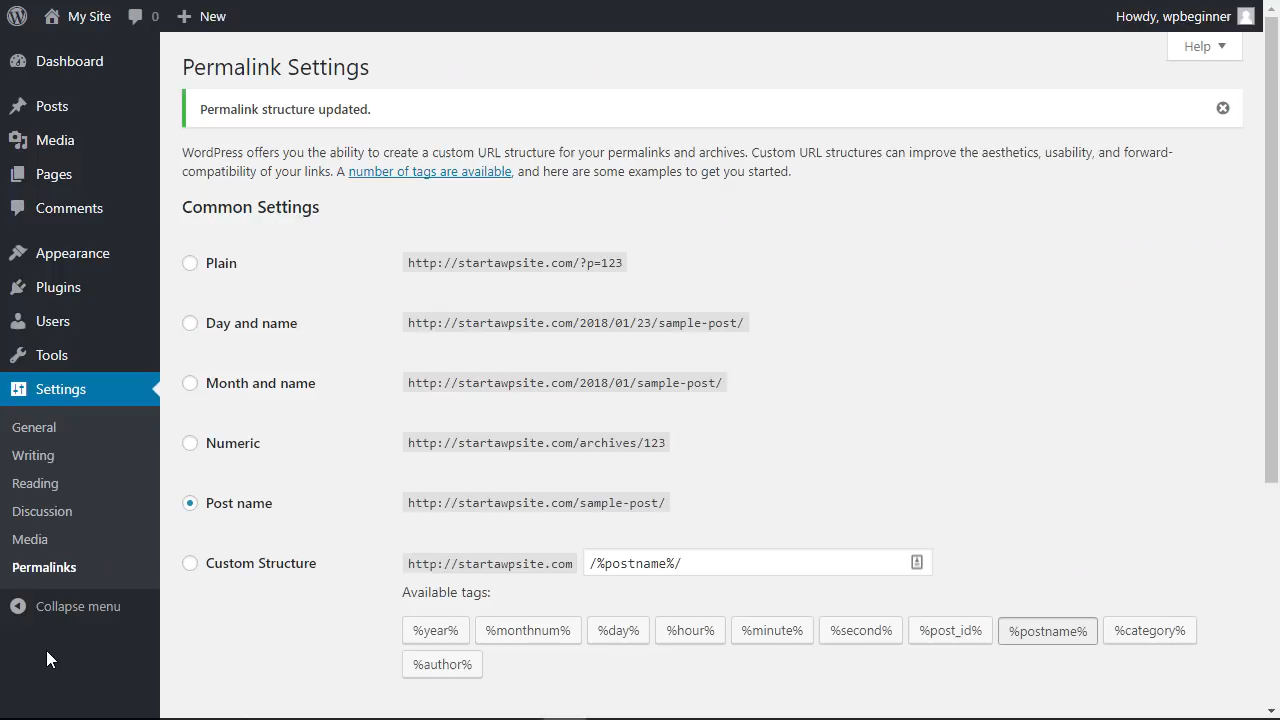 My Site 0 New Howdy, wpbeginner
Help
Dashboard
Posts
Media
Pages
Comments
Appearance
Plugins
Users
Tools
Settings
General
Writing
Reading
Discussion
Media
Permalinks
Collapse menu
Permalink Settings
Permalink structure updated.
WordPress offers you the ability to create a custom URL structure for your permalinks and archives. Custom URL structures can improve the aesthetics, usability, and forward-
compatibility of your links. A number of tags are available, and here are some examples to get you started.
Common Settings
Plain http://startawpsite.com/?p=123
Day and name http://startawpsite.com/2018/01/23/sample-post/
Month and name http://startawpsite.com/2018/01/sample-post/
Numeric http://startawpsite.com/archives/123
Post name http://startawpsite.com/sample-post/
Custom Structure http://startawpsite.com /%postname%/
Available tags:
%year% %monthnum% %day% %hour% %minute% %second% %post_id% %postname% %category%
%author%